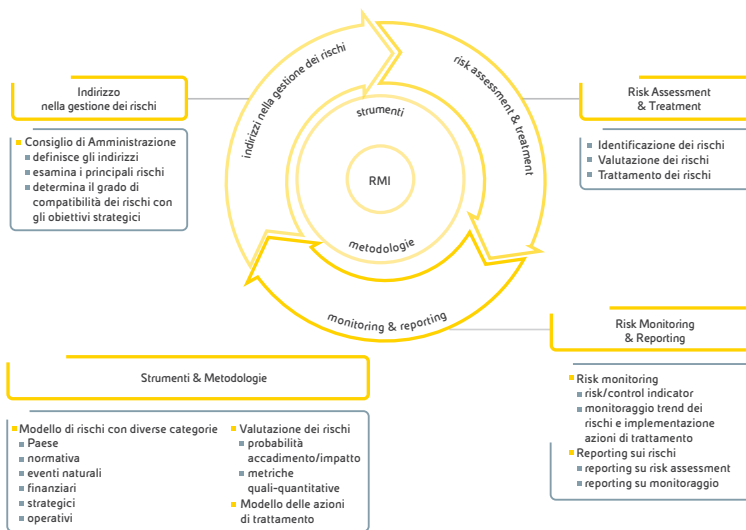 Indirizzo
nella gestione dei rischi
Consiglio di Amministrazione
definisce gli indirizzi
esamina i principali rischi
determina il grado di
compatibilità dei rischi con
gli obiettivi strategici
indirizzi nella gestione dei rischi
risk assessment & treatment
strumenti
RMI
metodologie
monitoring & reporting
Risk Assessment
& Treatment
Identificazione dei rischi
Valutazione dei rischi
Trattamento dei rischi
Risk Monitoring
& Reporting
Risk monitoring
risk/control indicator
monitoraggio trend dei
rischi e implementazione
azioni di trattamento
Reporting sui rischi
reporting su risk assessment
reporting su monitoraggio
Strumenti & Metodologie
Modello di rischi con diverse categorie
Paese
normativa
eventi naturali
finanziari
strategici
operativi
Valutazione dei rischi
probabilità
accadimento/impatto
metriche
quali-quantitative
Modello delle azioni
di trattamento